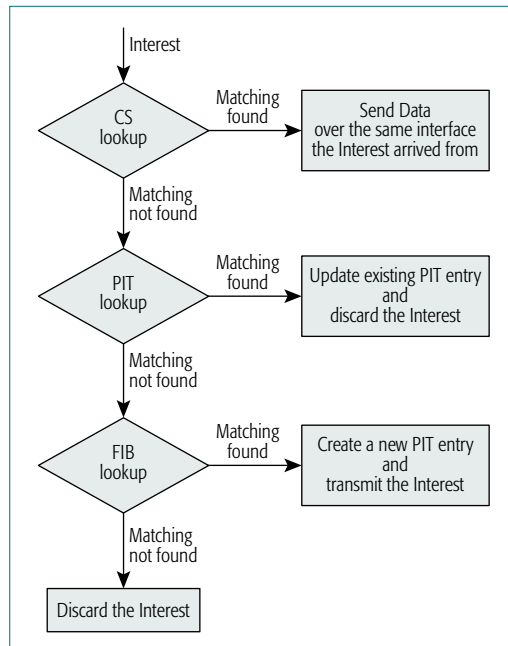 Interest
CS
lookup
Matching
found
Send Data
over the same interface
the Interest arrived from
Matching
not found
PIT
lookup
Matching
found
Update existing PIT entry
and
discard the Interest
Matching
not found
FIB
lookup
Matching
found
Create a new PIT entry
and
transmit the Interest
Matching
not found
Discard the Interest